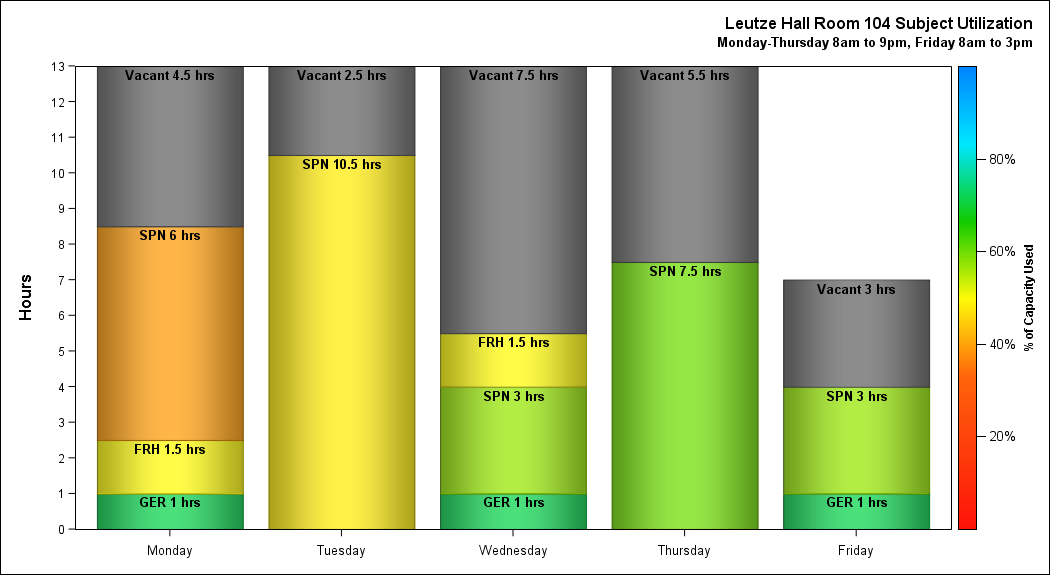 Leutze Hall Room 104 Subject Utilization
Monday-Thursday 8am to 9pm, Friday 8am to 3pm
Hours
13
12
11
10
9
8
7
6
5
4
3
2
1
0
Vacant 4.5 hrs
SPN 6 hrs
FRH 1.5 hrs
GER 1 hrs
Vacant 2.5 hrs
SPN 10.5 hrs
Vacant 7.5 hrs
FRH 1.5 hrs
SPN 3 hrs
GER 1 hrs
Vacant 5.5 hrs
SPN 7.5 hrs
Vacant 3 hrs
SPN 3 hrs
GER 1 hrs
Monday
Tuesday
Wednesday
Thursday
Friday
80%
60%
40%
20%
% of Capacity Used